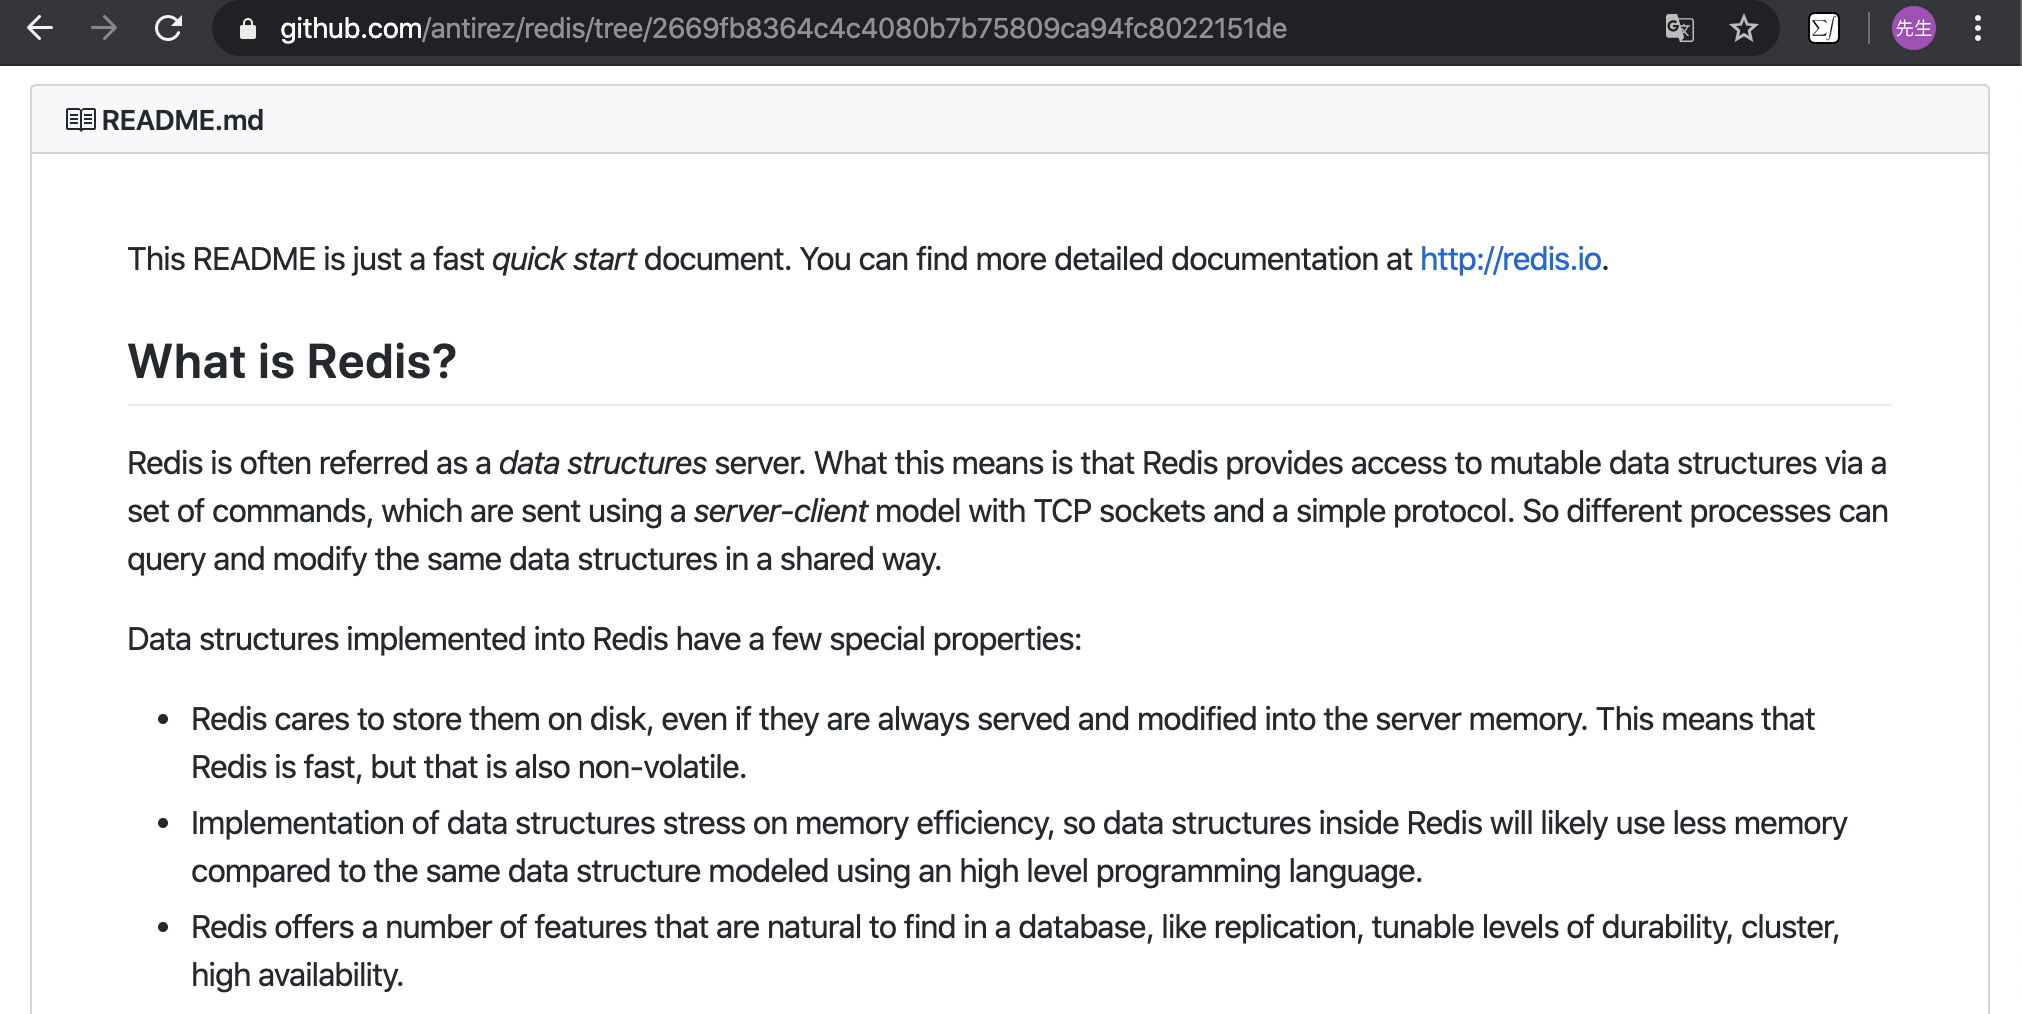 github.com/antirez/redis/tree/2669fb8364c4c4080b7b75809ca94fc8022151de
先生
README.md
This README is just a fast quick start document. You can find more detailed documentation at http://redis.io.
What is Redis?
Redis is often referred as a data structures server. What this means is that Redis provides access to mutable data structures via a
set of commands, which are sent using a server-client model with TCP sockets and a simple protocol. So different processes can
query and modify the same data structures in a shared way.
Data structures implemented into Redis have a few special properties:
• Redis cares to store them on disk, even if they are always served and modified into the server memory. This means that
Redis is fast, but that is also non-volatile.
• Implementation of data structures stress on memory efficiency, so data structures inside Redis will likely use less memory
compared to the same data structure modeled using an high level programming language.
• Redis offers a number of features that are natural to find in a database, like replication, tunable levels of durability, cluster,
high availability.